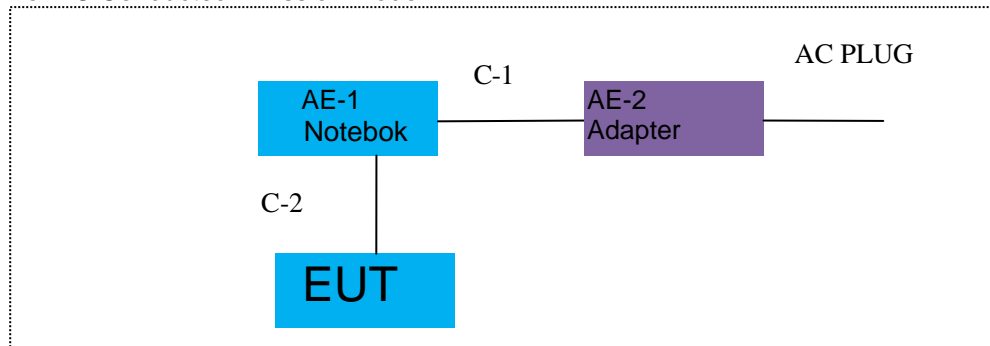 AC PLUG
C-1
AE-1
Notebok
AE-2
Adapter
C-2
EUT